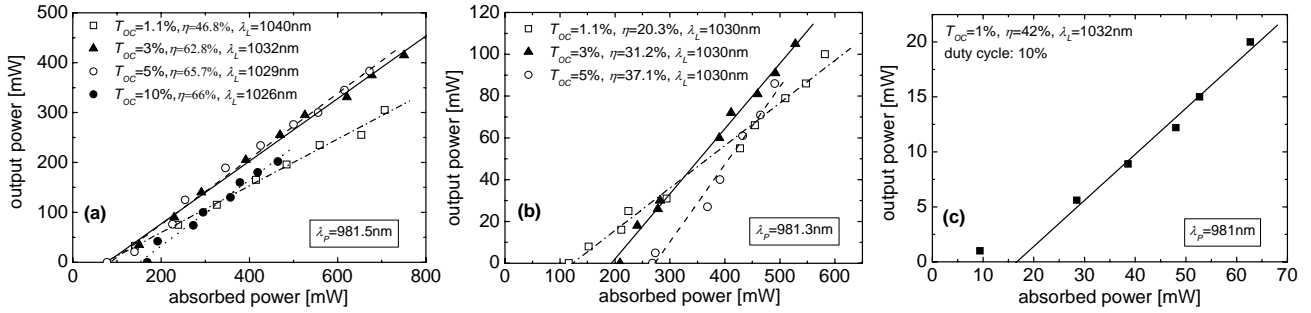 T_OC=1.1%, η=46.8%, λ_L=1040nm
T_OC=3%, η=62.8%, λ_L=1032nm
T_OC=5%, η=65.7%, λ_L=1029nm
T_OC=10%, η=66%, λ_L=1026nm
output power [mW]
400
300
200
100
0
(a)
λ_P=981.5nm
0 200 400 600 800
absorbed power [mW]
T_OC=1.1%, η=20.3%, λ_L=1030nm
T_OC=3%, η=31.2%, λ_L=1030nm
T_OC=5%, η=37.1%, λ_L=1030nm
output power [mW]
120
100
80
60
40
20
0
(b)
λ_P=981.3nm
0 100 200 300 400 500 600
absorbed power [mW]
T_OC=1%, η=42%, λ_L=1032nm
duty cycle: 10%
output power [mW]
20
15
10
5
0
(c)
λ_P=981nm
0 10 20 30 40 50 60 70
absorbed power [mW]